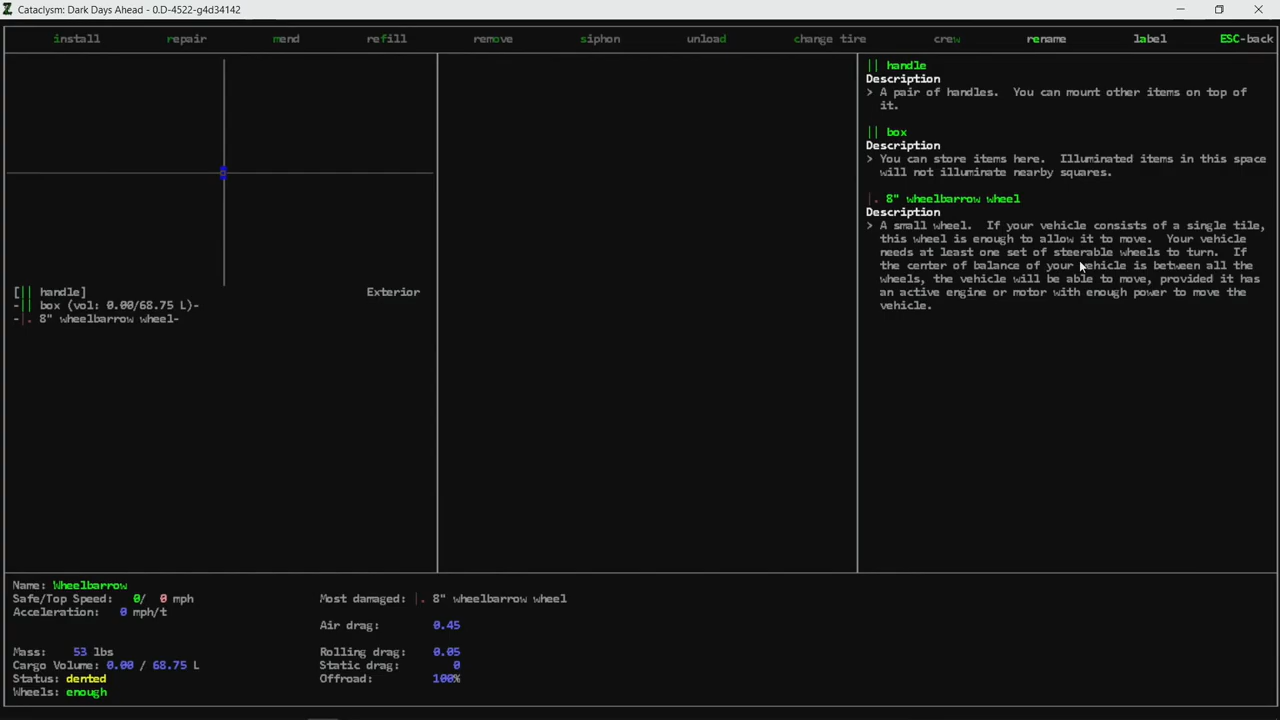 Cataclysm: Dark Days Ahead - 0.D-4522-g4d34142
install repair mend refill remove siphon unload change tire crew rename label ESC-back
[|| handle] Exterior
-|| box (vol: 0.00/68.75 L)-
-|. 8" wheelbarrow wheel-
|| handle
Description
> A pair of handles.  You can mount other items on top of
it.
|| box
Description
> You can store items here.  Illuminated items in this space
will not illuminate nearby squares.
|. 8" wheelbarrow wheel
Description
> A small wheel.  If your vehicle consists of a single tile,
this wheel is enough to allow it to move.  Your vehicle
needs at least one set of steerable wheels to turn.  If
the center of balance of your vehicle is between all the
wheels, the vehicle will be able to move, provided it has
an active engine or motor with enough power to move the
vehicle.
Name: Wheelbarrow
Safe/Top Speed: 0/ 0 mph
Acceleration: 0 mph/t
Mass: 53 lbs
Cargo Volume: 0.00 / 68.75 L
Status: dented
Wheels: enough
Most damaged: |. 8" wheelbarrow wheel
Air drag: 0.45
Rolling drag: 0.05
Static drag: 0
Offroad: 100%